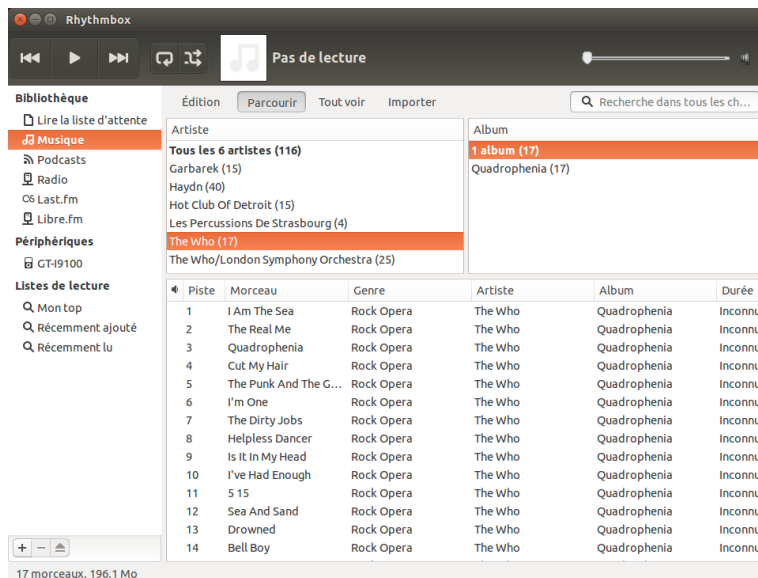 Rhythmbox
Pas de lecture
Bibliothèque
Lire la liste d'attente
Musique
Podcasts
Radio
Last.fm
Libre.fm
Périphériques
GT-I9100
Listes de lecture
Mon top
Récemment ajouté
Récemment lu
Édition Parcourir Tout voir Importer Recherche dans tous les ch...
Artiste Album
Tous les 6 artistes (116) 1 album (17)
Garbarek (15) Quadrophenia (17)
Haydn (40)
Hot Club Of Detroit (15)
Les Percussions De Strasbourg (4)
The Who (17)
The Who/London Symphony Orchestra (25)
Piste Morceau Genre Artiste Album Durée
1 I Am The Sea Rock Opera The Who Quadrophenia Inconnu
2 The Real Me Rock Opera The Who Quadrophenia Inconnu
3 Quadrophenia Rock Opera The Who Quadrophenia Inconnu
4 Cut My Hair Rock Opera The Who Quadrophenia Inconnu
5 The Punk And The G... Rock Opera The Who Quadrophenia Inconnu
6 I'm One Rock Opera The Who Quadrophenia Inconnu
7 The Dirty Jobs Rock Opera The Who Quadrophenia Inconnu
8 Helpless Dancer Rock Opera The Who Quadrophenia Inconnu
9 Is It In My Head Rock Opera The Who Quadrophenia Inconnu
10 I've Had Enough Rock Opera The Who Quadrophenia Inconnu
11 5 15 Rock Opera The Who Quadrophenia Inconnu
12 Sea And Sand Rock Opera The Who Quadrophenia Inconnu
13 Drowned Rock Opera The Who Quadrophenia Inconnu
14 Bell Boy Rock Opera The Who Quadrophenia Inconnu
17 morceaux, 196,1 Mo